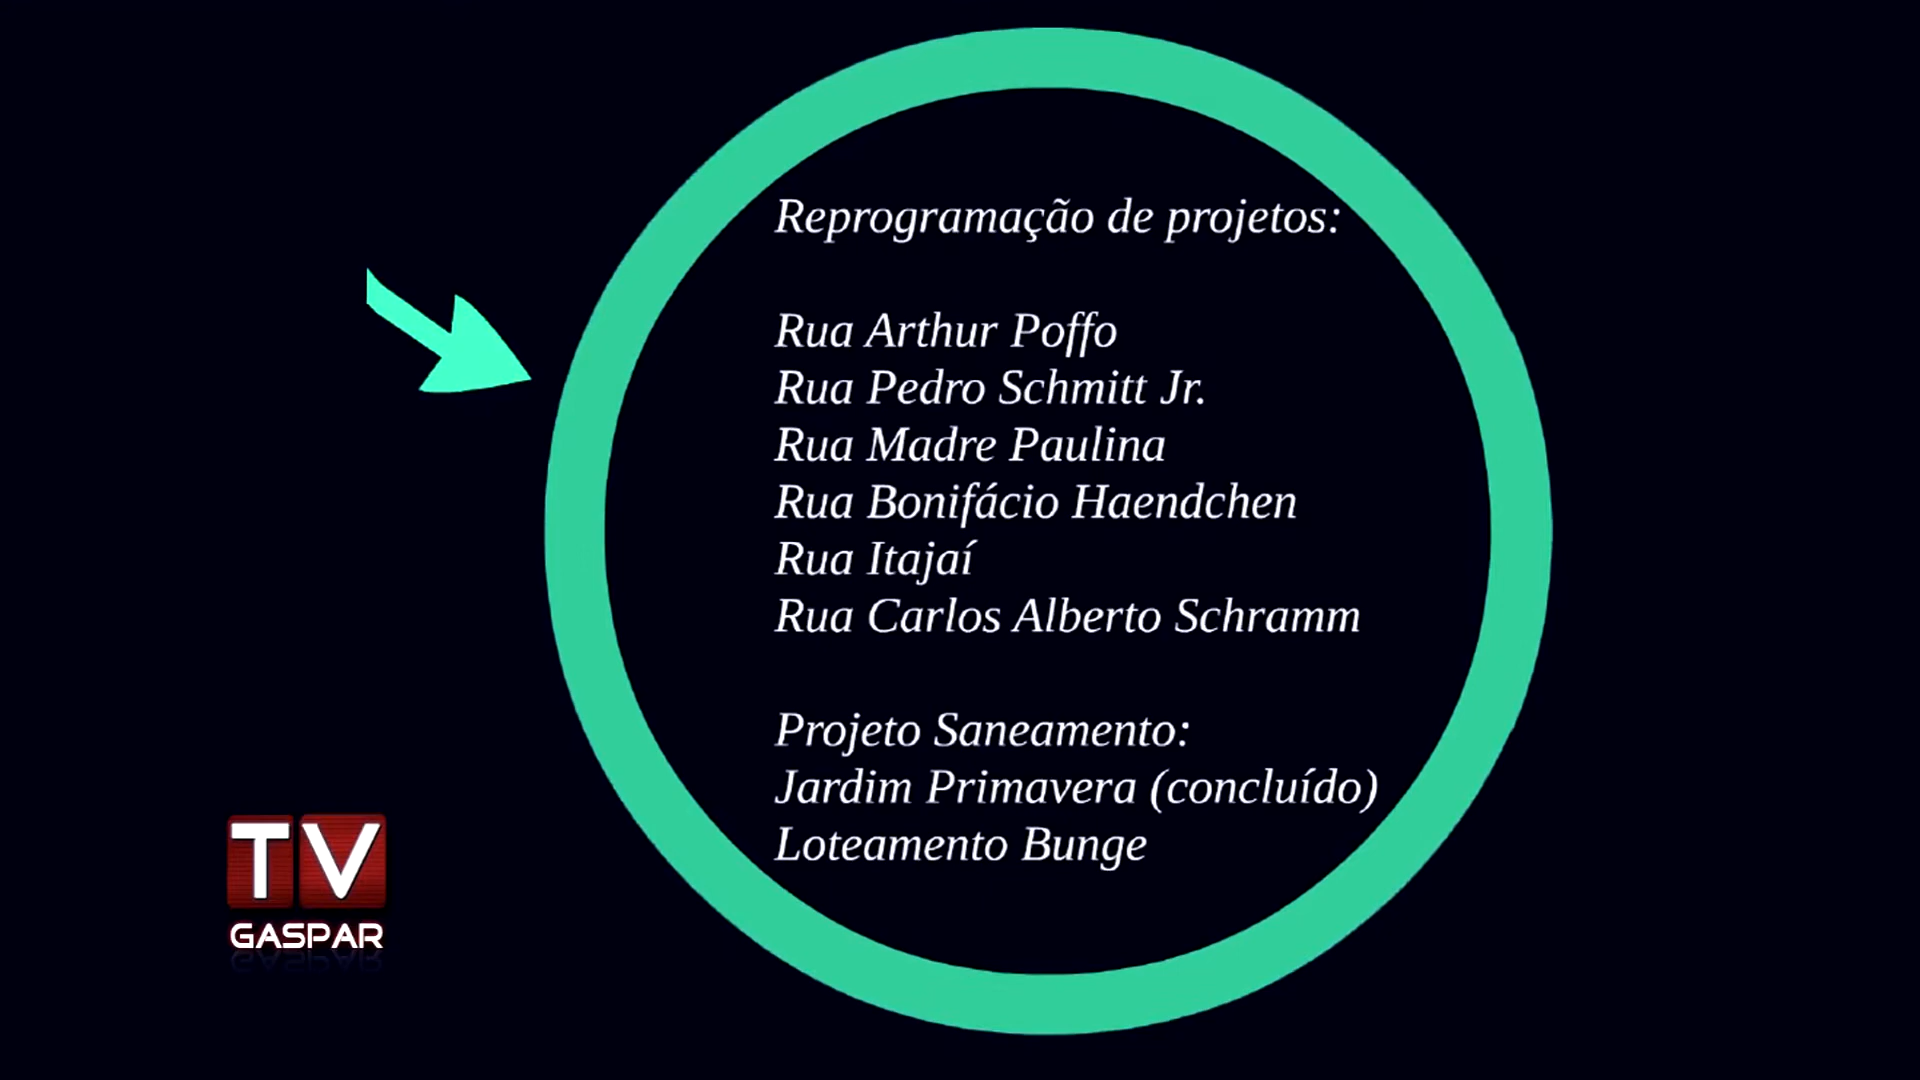 Reprogramação de projetos:
Rua Arthur Poffo
Rua Pedro Schmitt Jr.
Rua Madre Paulina
Rua Bonifácio Haendchen
Rua Itajaí
Rua Carlos Alberto Schramm
Projeto Saneamento:
Jardim Primavera (concluído)
Loteamento Bunge
TV
GASPAR